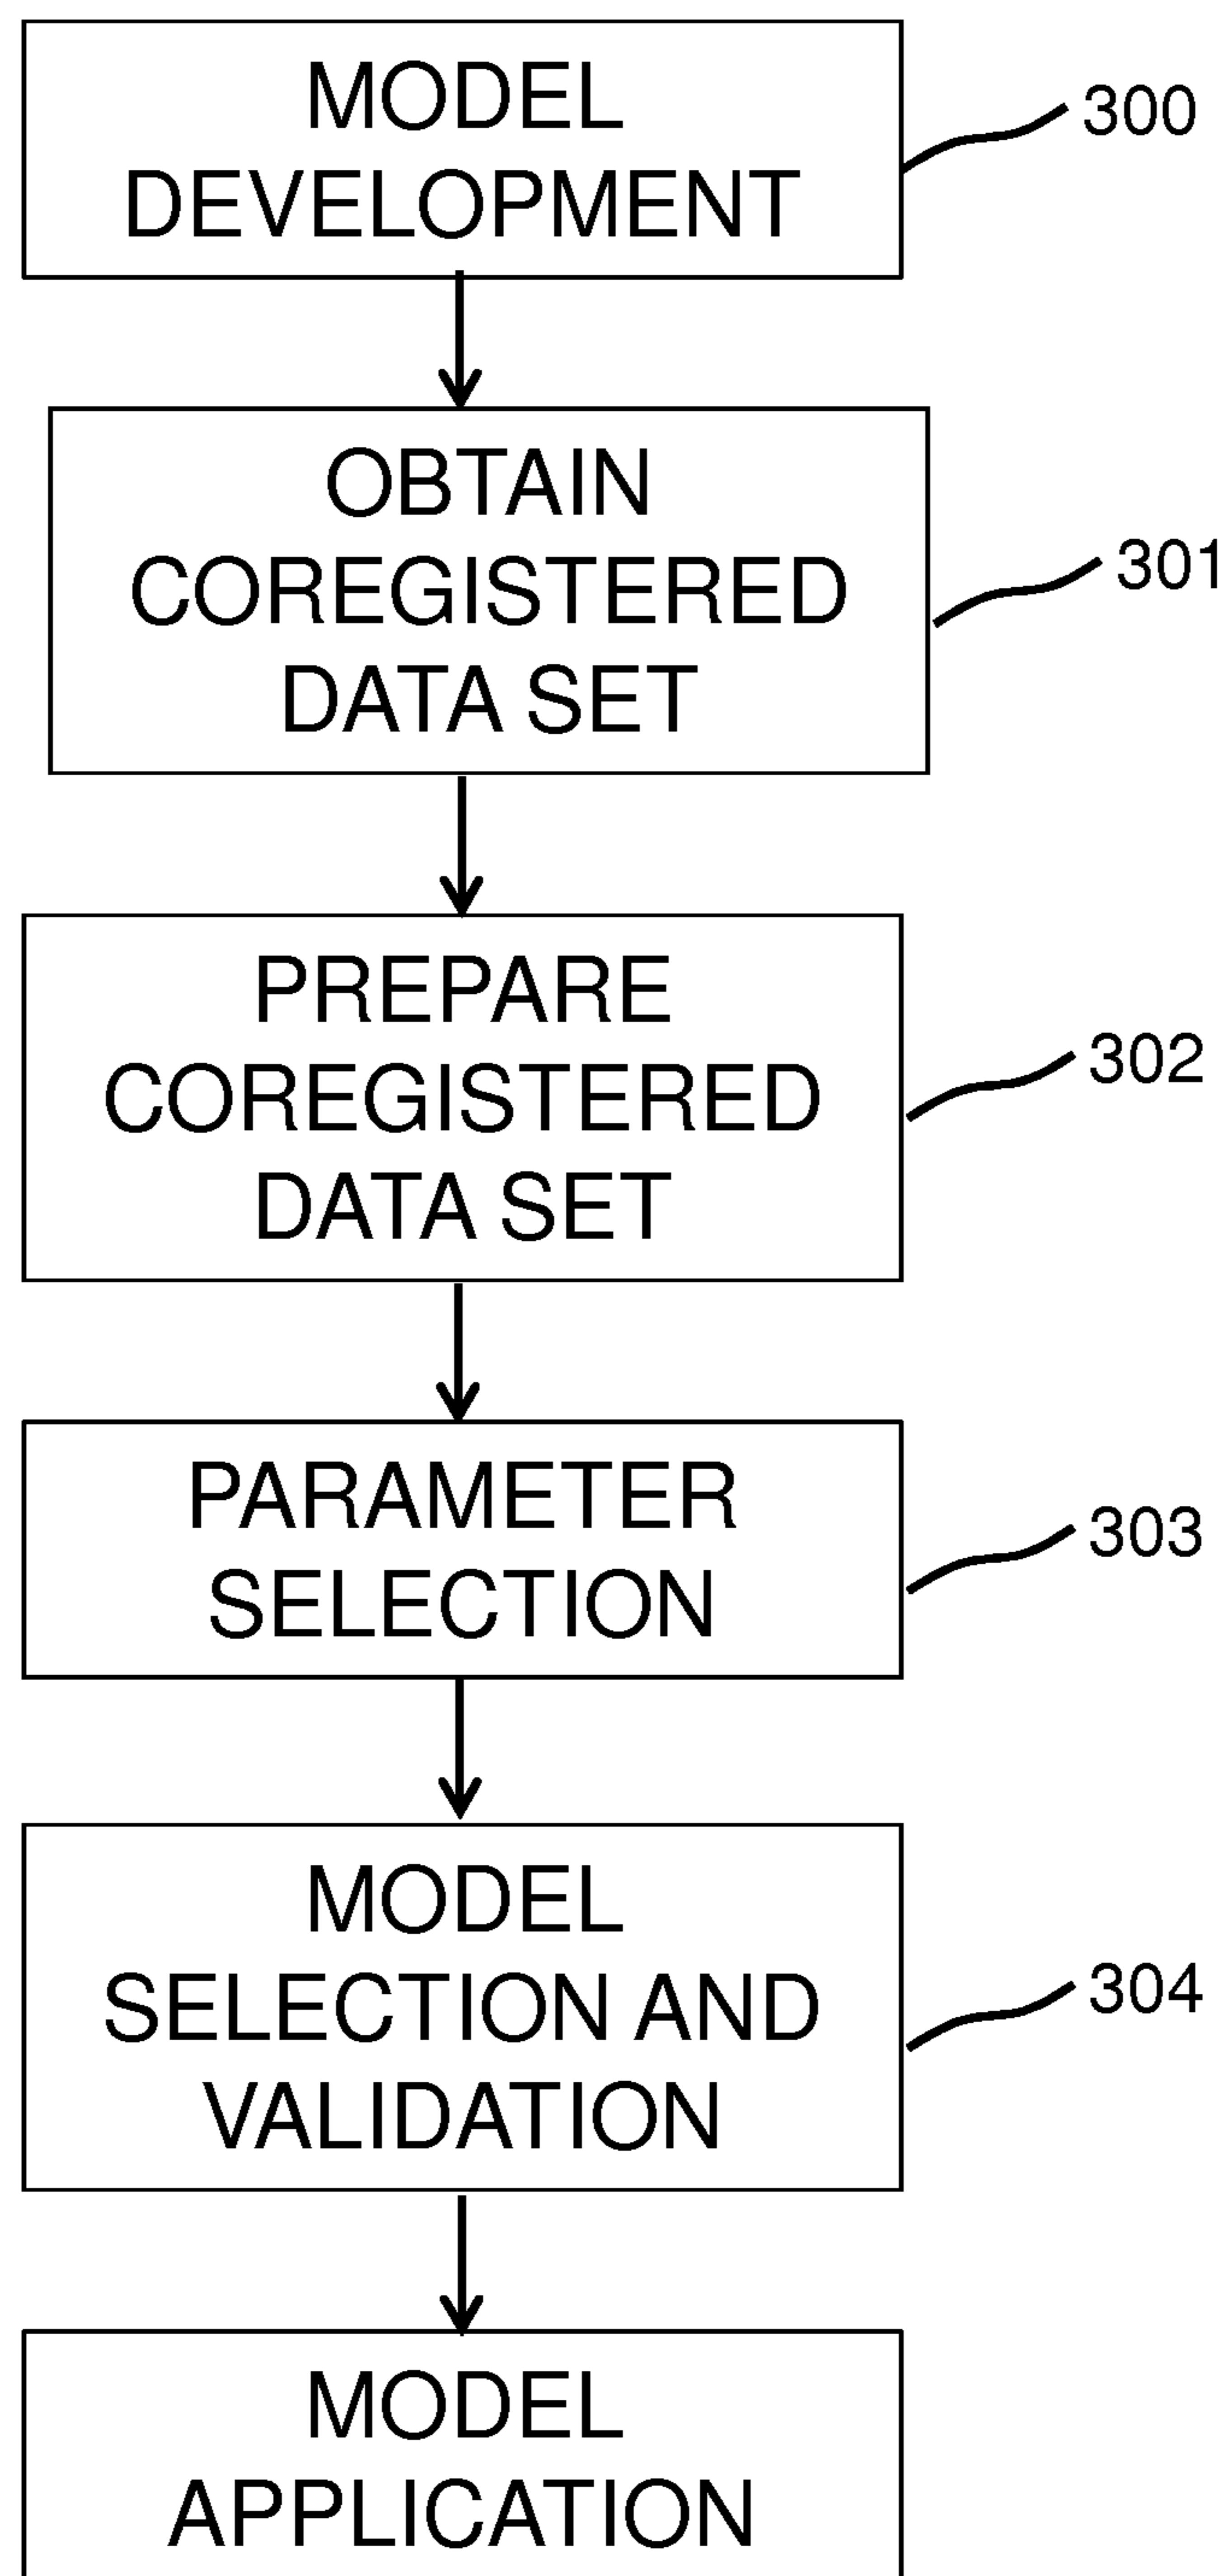 MODEL
DEVELOPMENT
300
OBTAIN
COREGISTERED
DATA SET
301
PREPARE
COREGISTERED
DATA SET
302
PARAMETER
SELECTION
303
MODEL
SELECTION AND
VALIDATION
304
MODEL
APPLICATION